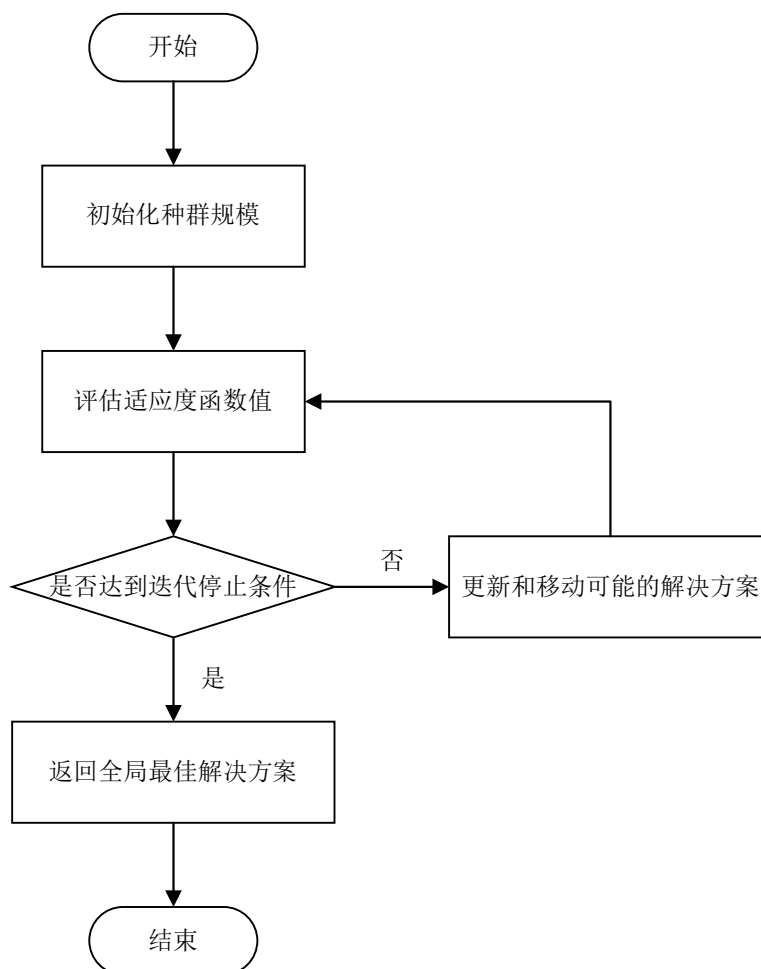 开始
初始化种群规模
评估适应度函数值
是否达到迭代停止条件
否
更新和移动可能的解决方案
是
返回全局最佳解决方案
结束